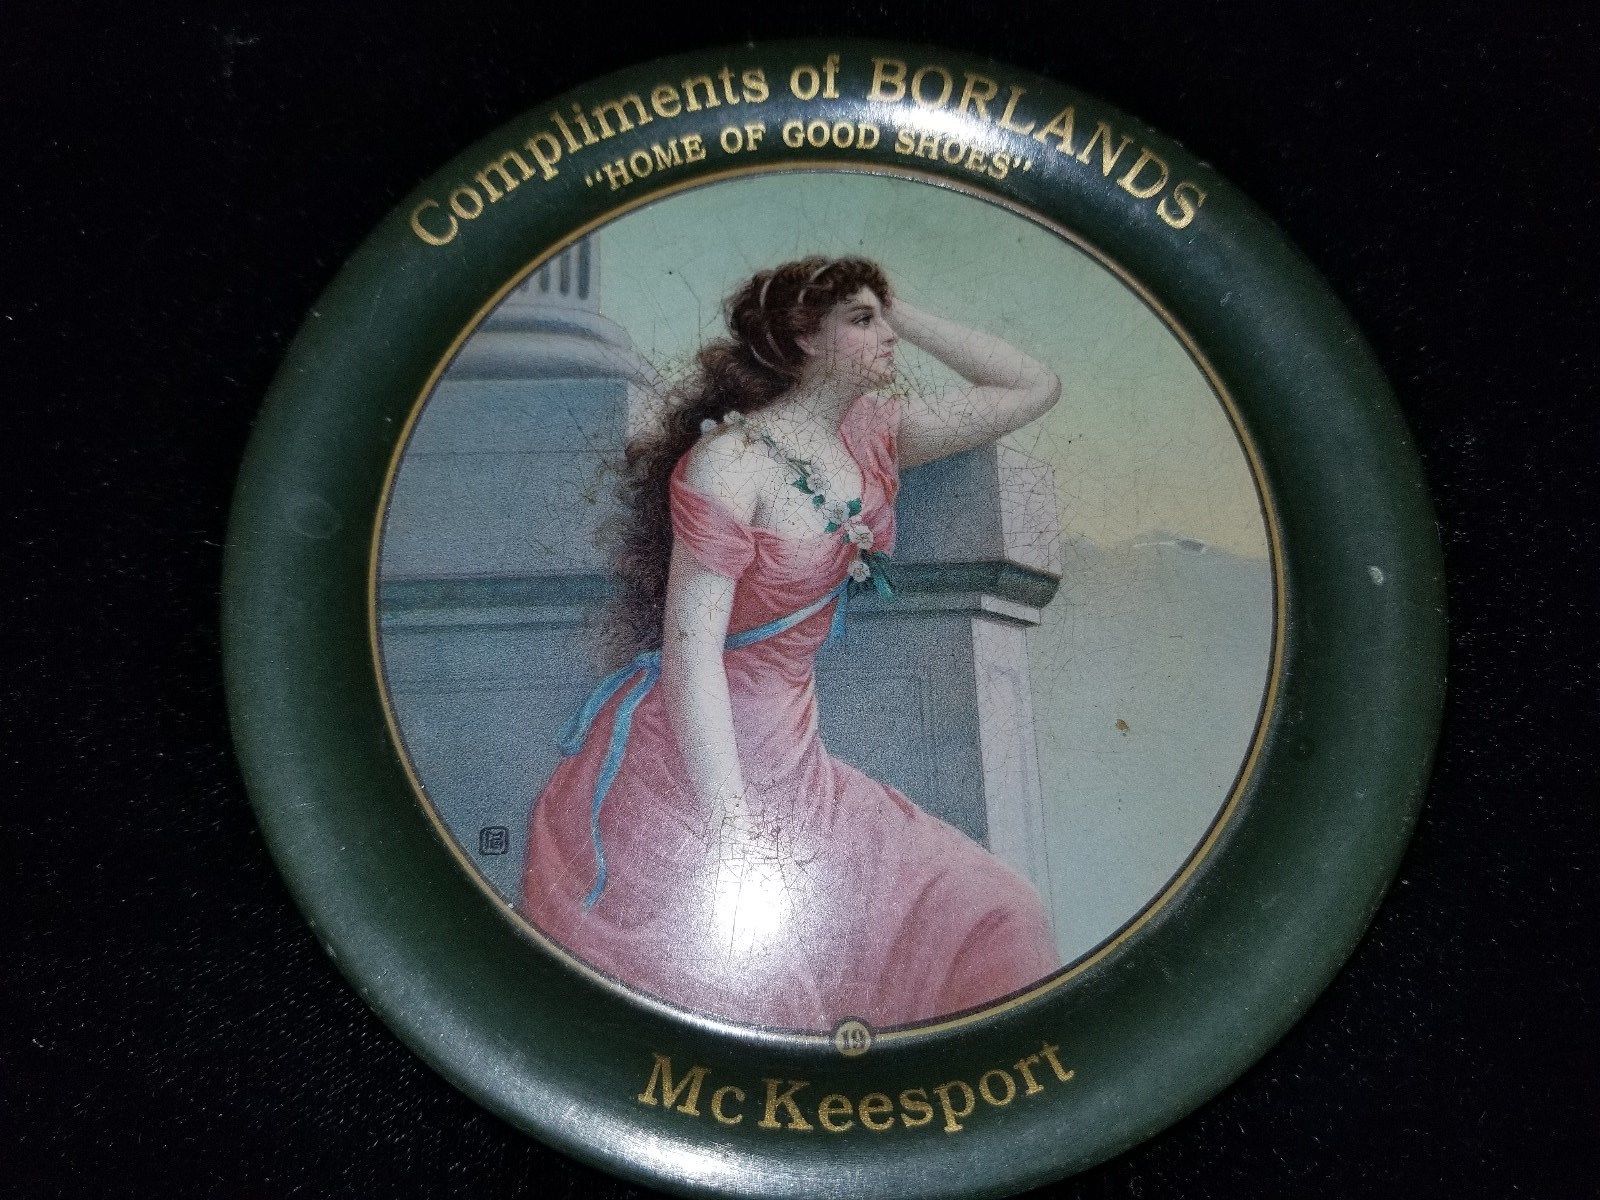 Compliments of BORLANDS
"HOME OF GOOD SHOES"
19
McKeesport